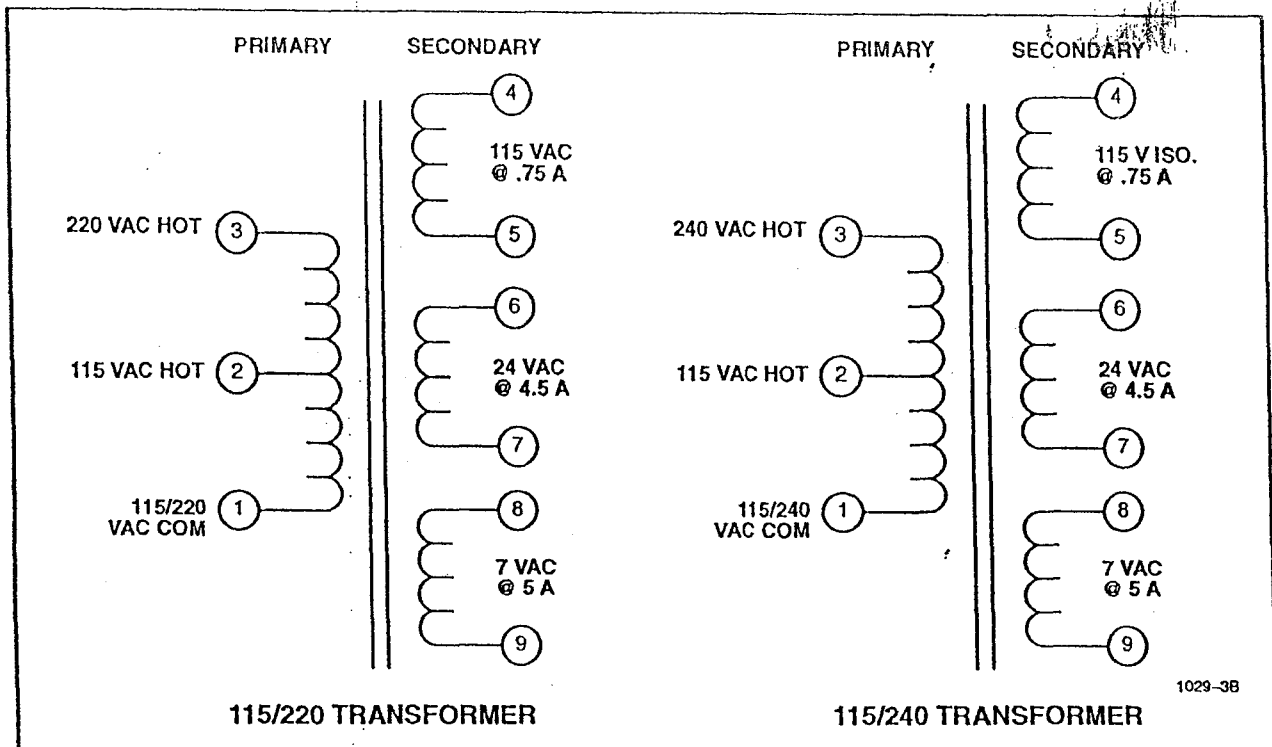 PRIMARY
SECONDARY
4
115 VAC
@ .75 A
5
220 VAC HOT
3
6
24 VAC
@ 4.5 A
7
115 VAC HOT
2
8
7 VAC
@ 5 A
9
115/220
VAC COM
1
115/220 TRANSFORMER
PRIMARY
SECONDARY
4
115 V ISO.
@ .75 A
5
240 VAC HOT
3
6
24 VAC
@ 4.5 A
7
115 VAC HOT
2
8
7 VAC
@ 5 A
9
115/240
VAC COM
1
1029-3B
115/240 TRANSFORMER